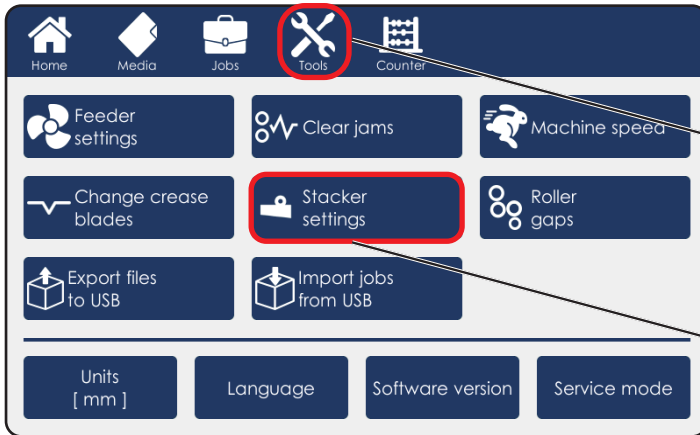 Home Media Jobs Tools Counter
Feeder
settings
Clear jams
Machine speed
Change crease
blades
Stacker
settings
Roller
gaps
Export files
to USB
Import jobs
from USB
Units
[ mm ]
Language
Software version
Service mode